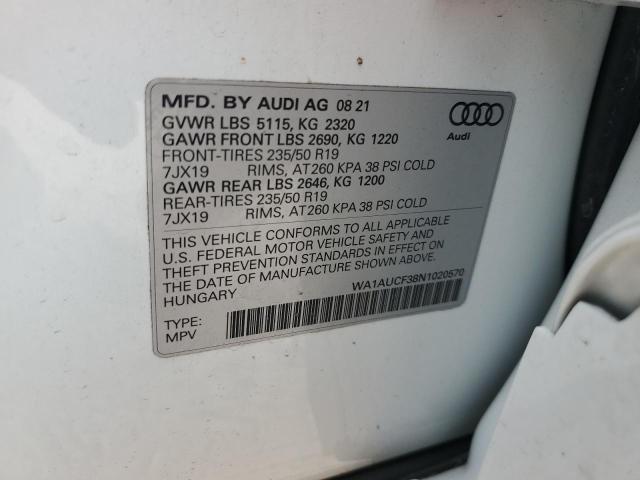 MFD. BY AUDI AG 08 21
GVWR LBS 5115, KG 2320
GAWR FRONT LBS 2690, KG 1220
FRONT-TIRES 235/50 R19
7JX19 RIMS, AT260 KPA 38 PSI COLD
GAWR REAR LBS 2646, KG 1200
REAR-TIRES 235/50 R19
7JX19 RIMS, AT260 KPA 38 PSI COLD
Audi
THIS VEHICLE CONFORMS TO ALL APPLICABLE
U.S. FEDERAL MOTOR VEHICLE SAFETY AND
THEFT PREVENTION STANDARDS IN EFFECT ON
THE DATE OF MANUFACTURE SHOWN ABOVE.
HUNGARY
WA1AUCF38N1020570
TYPE:
MPV